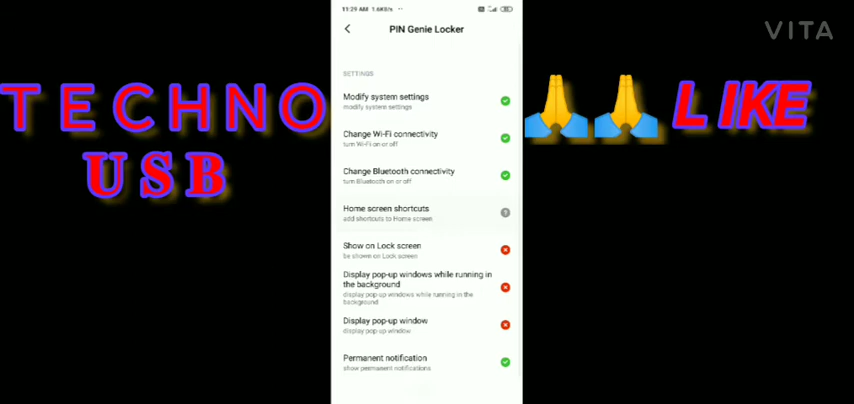 11:29 AM 1.6KB/s
PIN Genie Locker
VITA
SETTINGS
TECHNO
USB
LIKE
Modify system settings
modify system settings
Change Wi-Fi connectivity
turn Wi-Fi on or off
Change Bluetooth connectivity
turn Bluetooth on or off
Home screen shortcuts
add shortcuts to Home screen
Show on Lock screen
be shown on Lock screen
Display pop-up windows while running in
the background
display pop-up windows while running in the
background
Display pop-up window
display pop-up window
Permanent notification
show permanent notifications